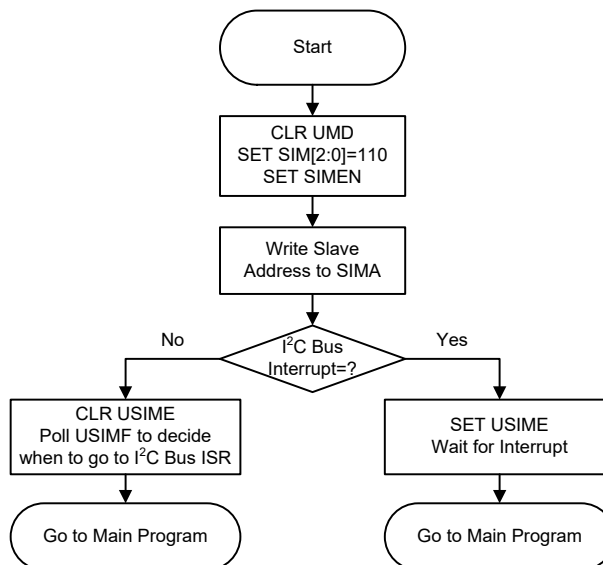 Start
CLR UMD
SET SIM[2:0]=110
SET SIMEN
Write Slave
Address to SIMA
No
I²C Bus
Interrupt=?
Yes
CLR USIME
Poll USIMF to decide
when to go to I²C Bus ISR
SET USIME
Wait for Interrupt
Go to Main Program
Go to Main Program